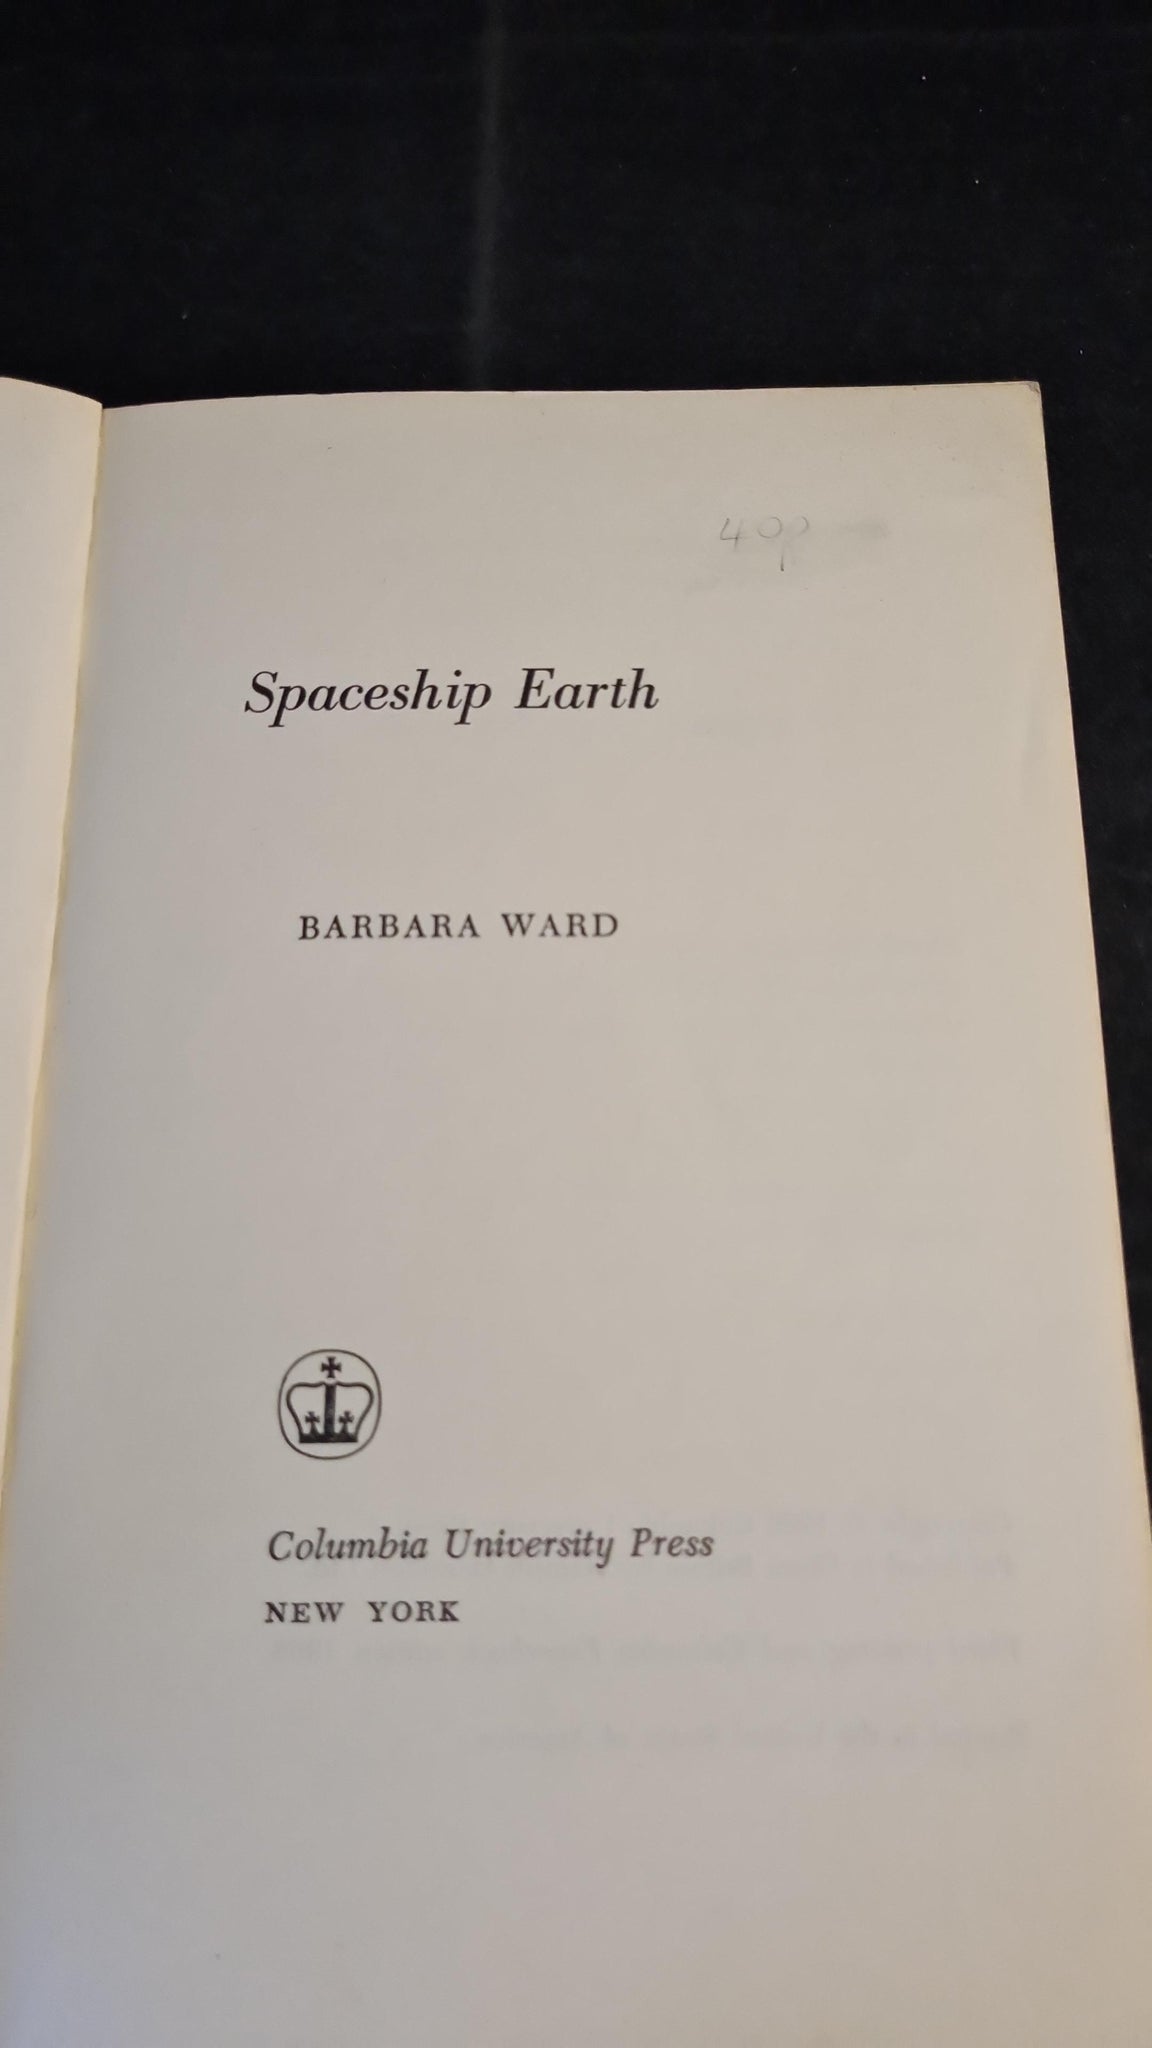 40p
Spaceship Earth
BARBARA WARD
Columbia University Press
NEW YORK